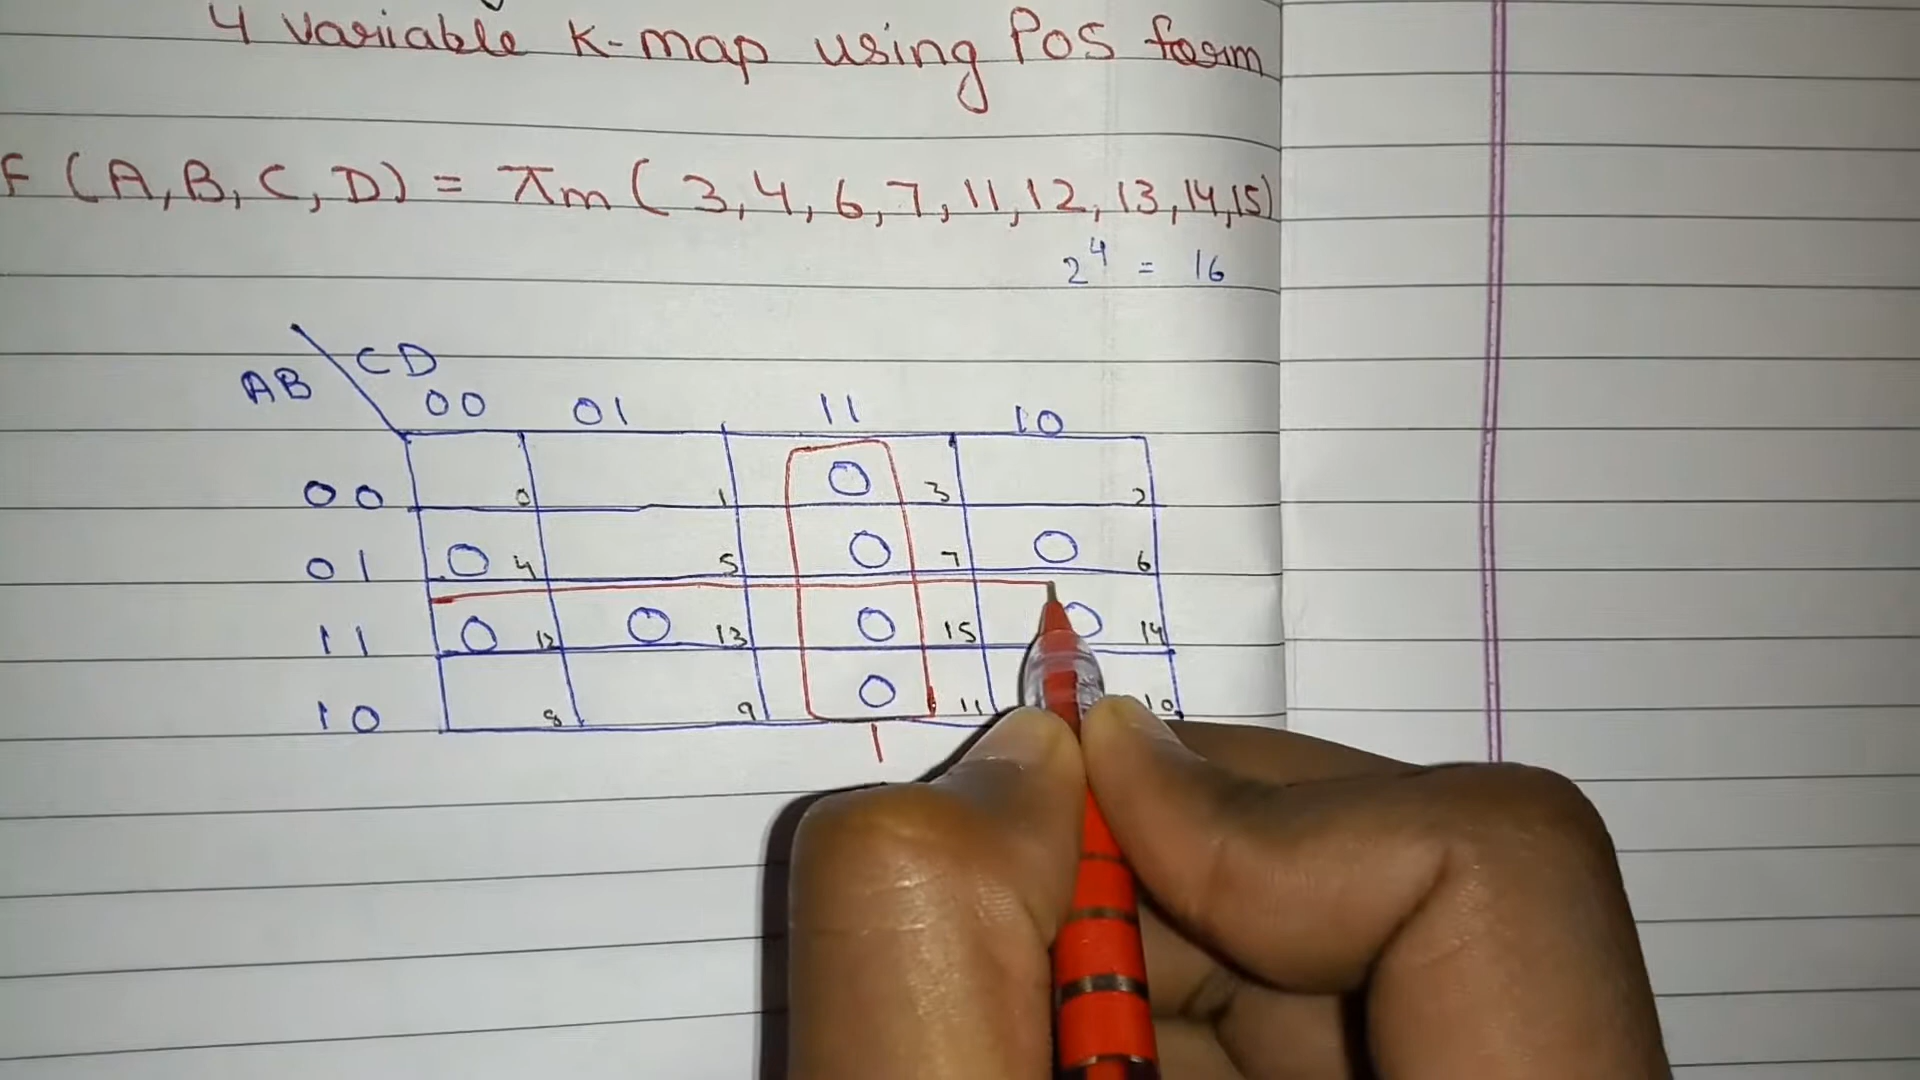 4 variable K-map using POS form
F (A, B, C, D) = πm ( 3, 4, 6, 7, 11, 12, 13, 14, 15)
2⁴ = 16
AB CD
00 01 11 10
00 0 1 0 3 2
01 0 4 5 0 7 0 6
11 0 12 0 13 0 15 0 14
10 8 9 0 11 10
1